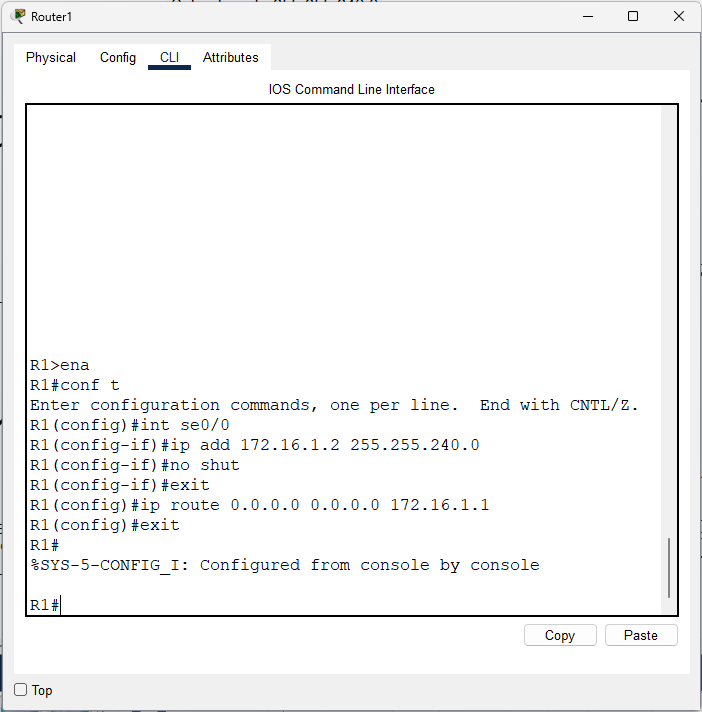 Router1
Physical Config CLI Attributes
IOS Command Line Interface
R1>ena
R1#conf t
Enter configuration commands, one per line.  End with CNTL/Z.
R1(config)#int se0/0
R1(config-if)#ip add 172.16.1.2 255.255.240.0
R1(config-if)#no shut
R1(config-if)#exit
R1(config)#ip route 0.0.0.0 0.0.0.0 172.16.1.1
R1(config)#exit
R1#
%SYS-5-CONFIG_I: Configured from console by console
R1#
Copy Paste
Top